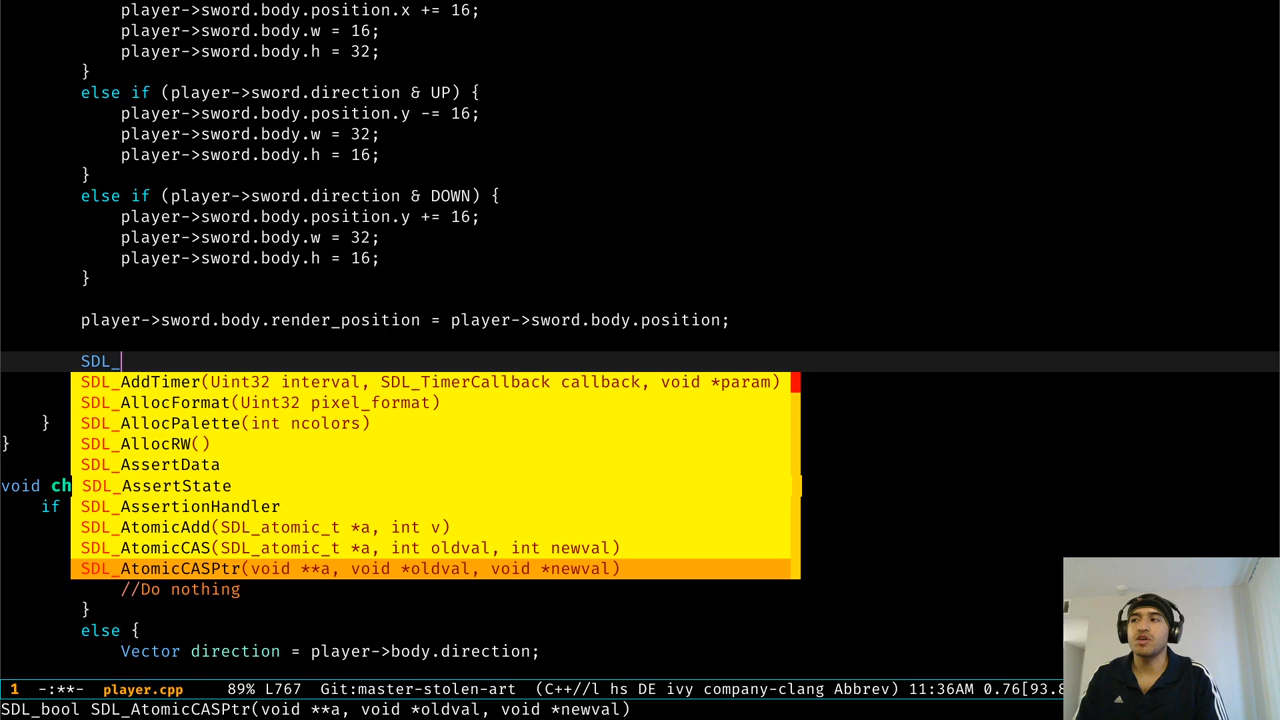 player->sword.body.position.x += 16;
player->sword.body.w = 16;
player->sword.body.h = 32;
}
else if (player->sword.direction & UP) {
player->sword.body.position.y -= 16;
player->sword.body.w = 32;
player->sword.body.h = 16;
}
else if (player->sword.direction & DOWN) {
player->sword.body.position.y += 16;
player->sword.body.w = 32;
player->sword.body.h = 16;
}
player->sword.body.render_position = player->sword.body.position;
SDL_
SDL_AddTimer(Uint32 interval, SDL_TimerCallback callback, void *param)
SDL_AllocFormat(Uint32 pixel_format)
SDL_AllocPalette(int ncolors)
} SDL_AllocRW()
} SDL_AssertData
void ch SDL_AssertState
if SDL_AssertionHandler
SDL_AtomicAdd(SDL_atomic_t *a, int v)
SDL_AtomicCAS(SDL_atomic_t *a, int oldval, int newval)
SDL_AtomicCASPtr(void **a, void *oldval, void *newval)
//Do nothing
}
else {
Vector direction = player->body.direction;
1 -:**- player.cpp 89% L767 Git:master-stolen-art (C++//l hs DE ivy company-clang Abbrev) 11:36AM 0.76[93.8
SDL_bool SDL_AtomicCASPtr(void **a, void *oldval, void *newval)